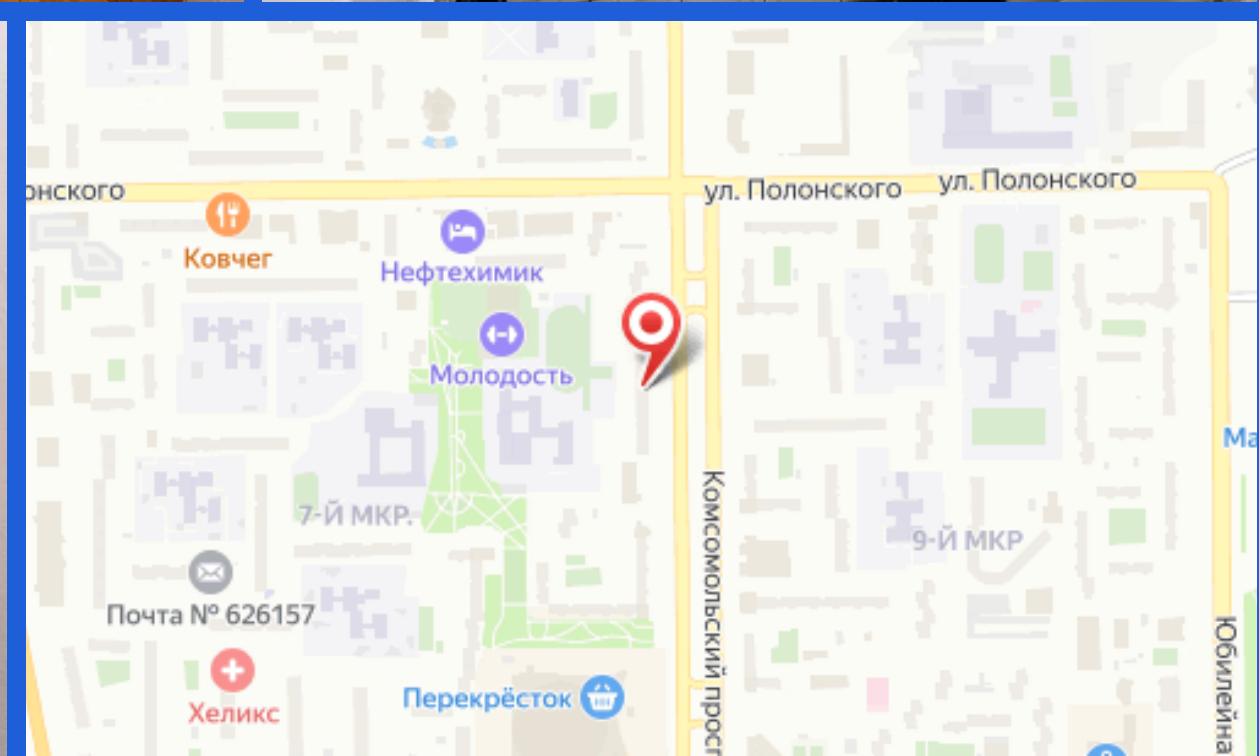 онского
ул. Полонского
ул. Полонского
Ковчег
Нефтехимик
Молодость
Ма
7-Й МКР.
9-Й МКР
Комсомольский просп
Почта № 626157
Юбилейна
Хеликс
Перекрёсток